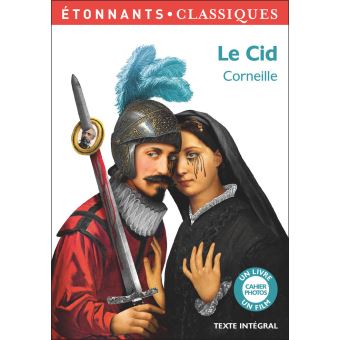 ÉTONNANTS • CLASSIQUES
Le Cid
Corneille
UN LIVRE
CAHIER
PHOTOS
UN FILM
TEXTE INTÉGRAL